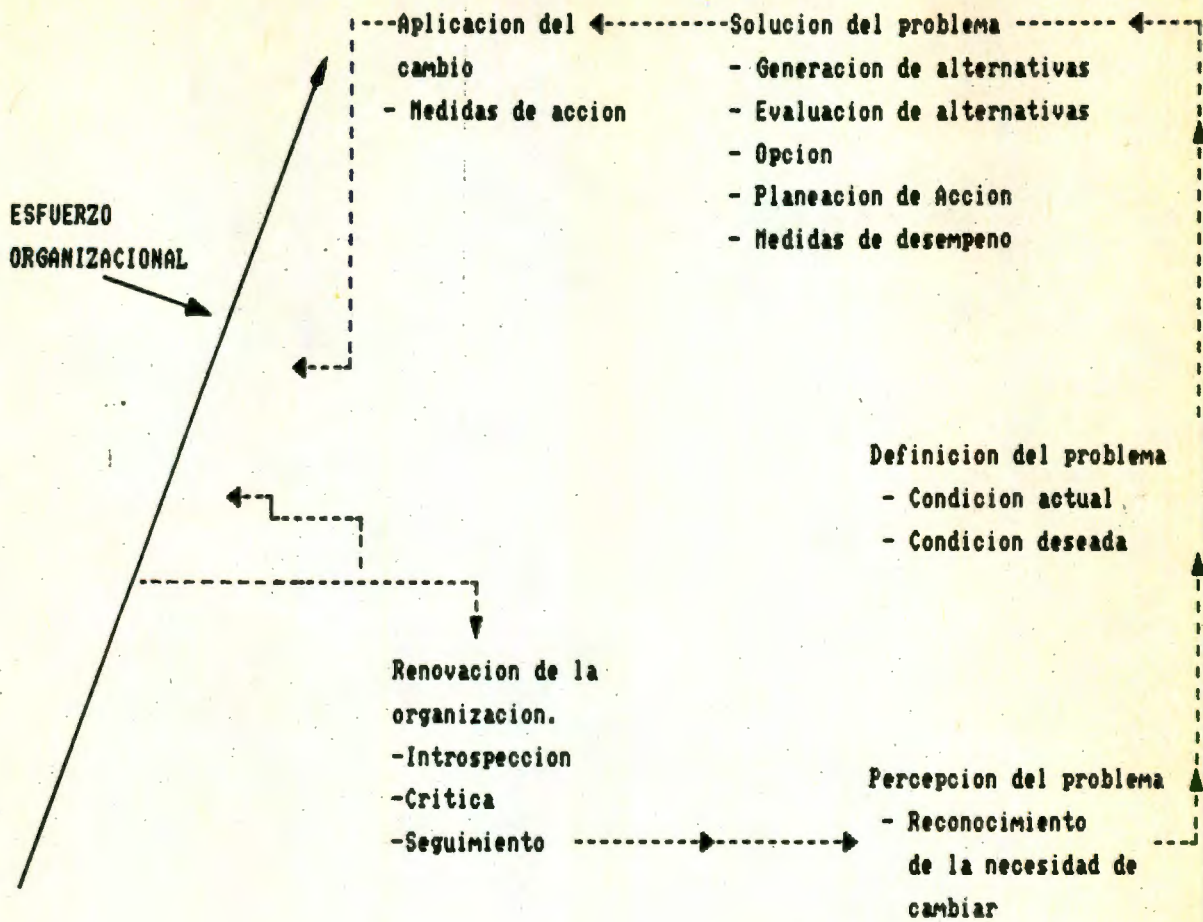 Aplicacion del
cambio
- Medidas de accion
Solucion del problema
- Generacion de alternativas
- Evaluacion de alternativas
- Opcion
- Planeacion de Accion
- Medidas de desempeno
ESFUERZO
ORGANIZACIONAL
Definicion del problema
- Condicion actual
- Condicion deseada
Renovacion de la
organizacion.
-Introspeccion
-Critica
-Seguimiento
Percepcion del problema
- Reconocimiento
de la necesidad de
cambiar